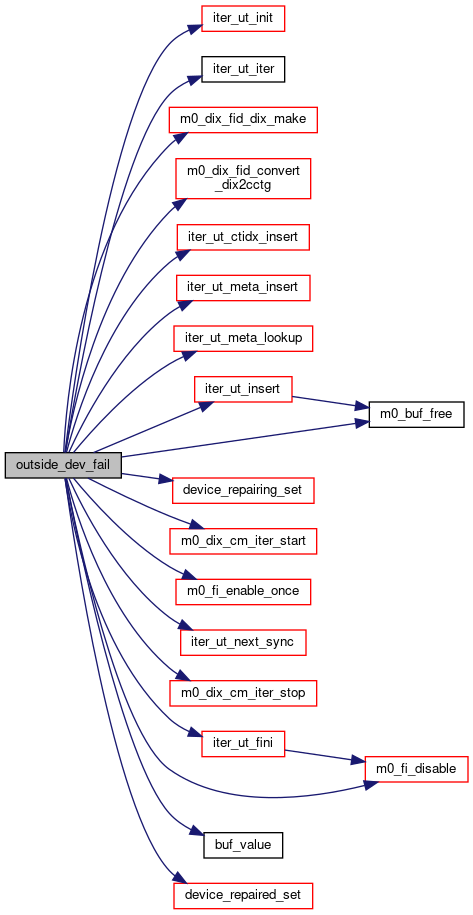 iter_ut_init
iter_ut_iter
m0_dix_fid_dix_make
m0_dix_fid_convert
_dix2cctg
iter_ut_ctidx_insert
iter_ut_meta_insert
iter_ut_meta_lookup
iter_ut_insert
m0_buf_free
outside_dev_fail
device_repairing_set
m0_dix_cm_iter_start
m0_fi_enable_once
iter_ut_next_sync
m0_dix_cm_iter_stop
iter_ut_fini
m0_fi_disable
buf_value
device_repaired_set